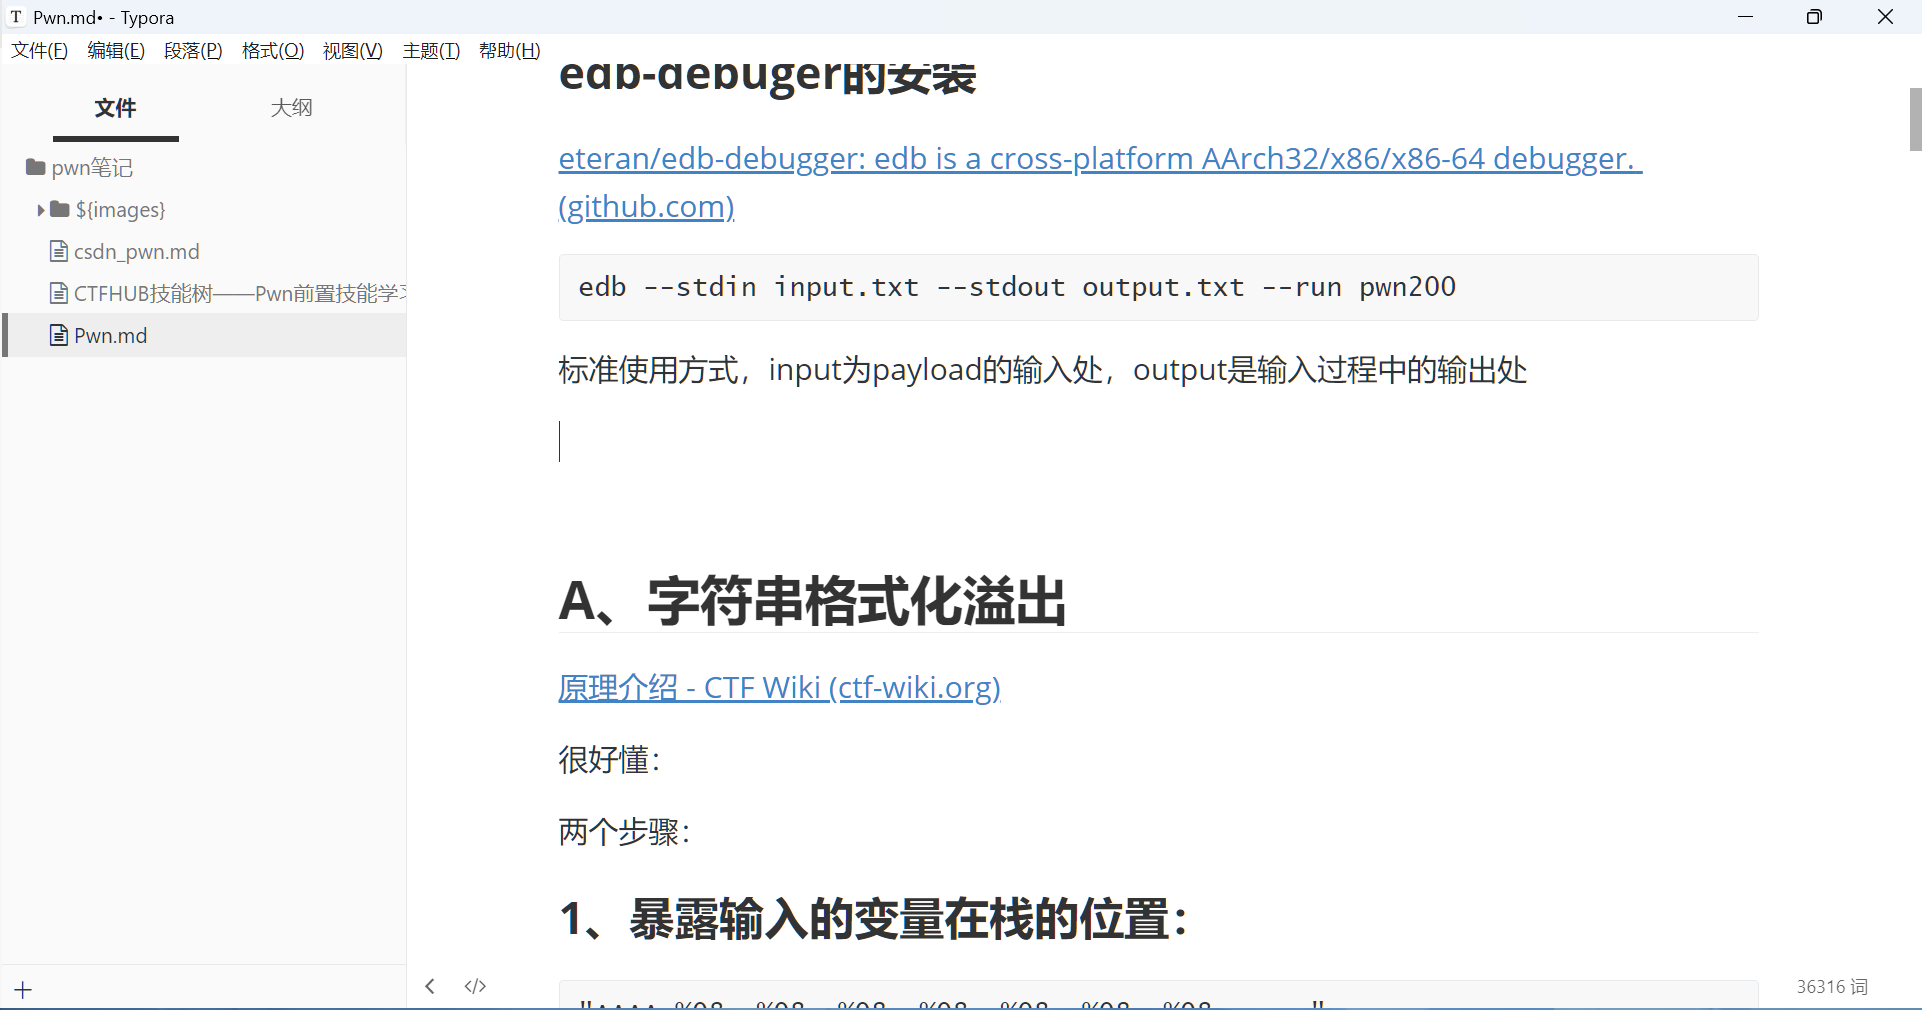 Pwn.md• - Typora
文件(F) 编辑(E) 段落(P) 格式(O) 视图(V) 主题(T) 帮助(H)
文件 大纲
pwn笔记
${images}
csdn_pwn.md
CTFHUB技能树——Pwn前置技能学习
Pwn.md
edb-debuger的安装
eteran/edb-debugger: edb is a cross-platform AArch32/x86/x86-64 debugger.
(github.com)
edb --stdin input.txt --stdout output.txt --run pwn200
标准使用方式，input为payload的输入处，output是输入过程中的输出处
A、字符串格式化溢出
原理介绍 - CTF Wiki (ctf-wiki.org)
很好懂：
两个步骤：
1、暴露输入的变量在栈的位置：
36316 词